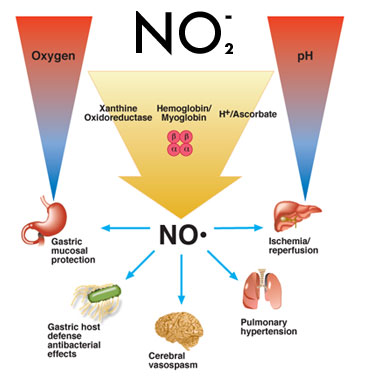 NO₂⁻
Oxygen
pH
Xanthine
Oxidoreductase
Hemoglobin/
Myoglobin
H⁺/Ascorbate
β β
α α
NO•
Gastric
mucosal
protection
Ischemia/
reperfusion
Gastric host
defense
antibacterial
effects
Cerebral
vasospasm
Pulmonary
hypertension